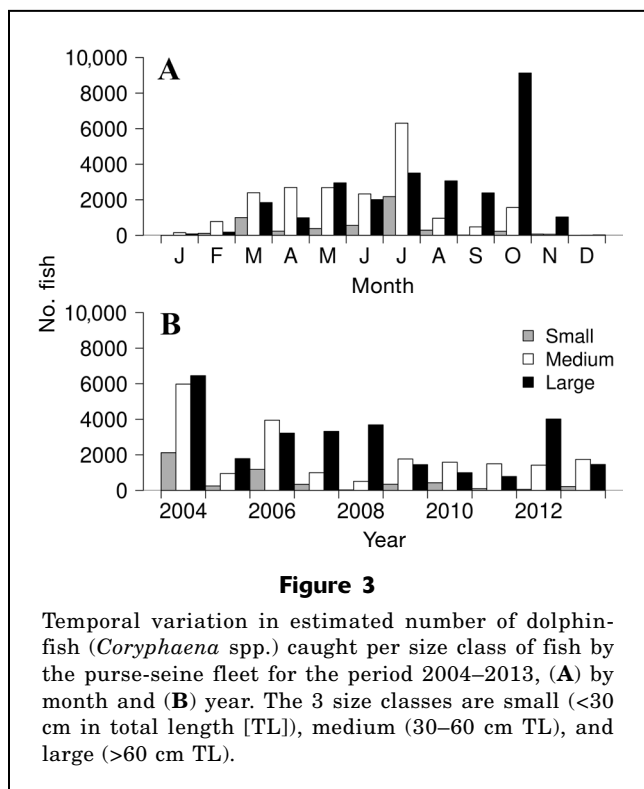 A
10,000
8000
6000
4000
2000
0
J F M A M J J A S O N D
Month
No. fish
B
10,000
8000
6000
4000
2000
0
Small
Medium
Large
2004 2006 2008 2010 2012
Year
Figure 3
Temporal variation in estimated number of dolphin-
fish (Coryphaena spp.) caught per size class of fish by
the purse-seine fleet for the period 2004–2013, (A) by
month and (B) year. The 3 size classes are small (<30
cm in total length [TL]), medium (30–60 cm TL), and
large (>60 cm TL).